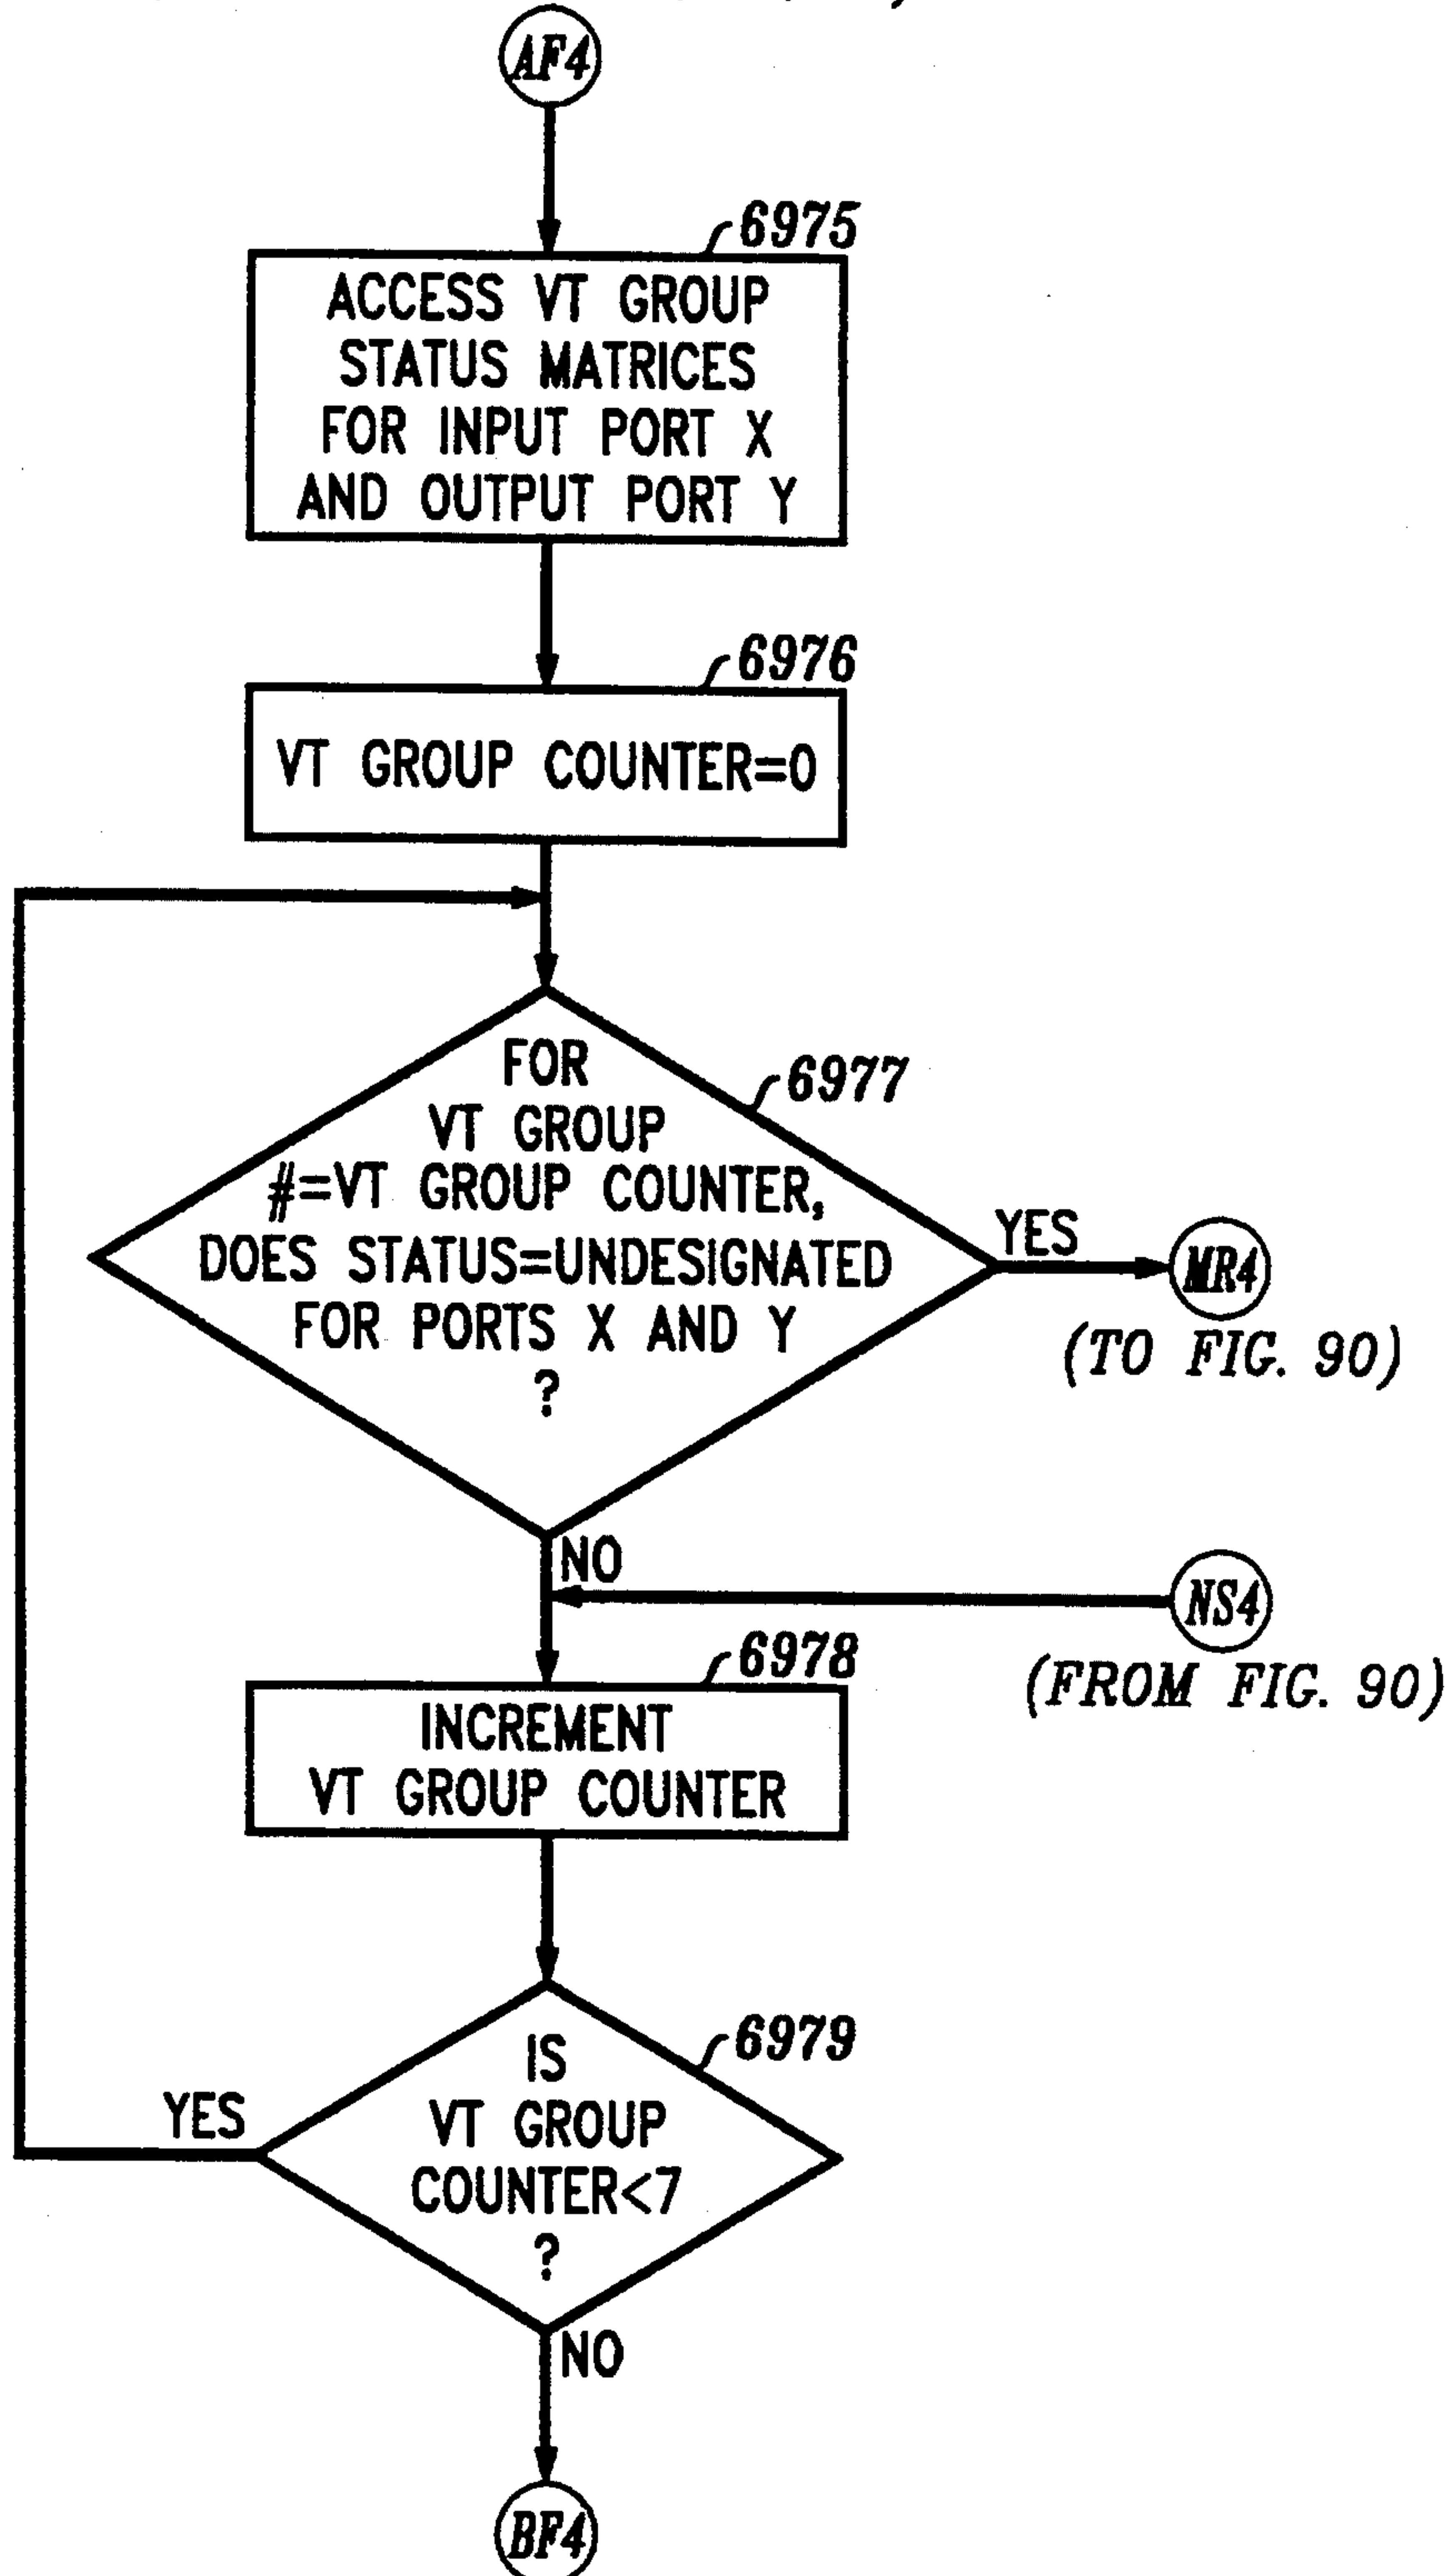 AF4
6975
ACCESS VT GROUP
STATUS MATRICES
FOR INPUT PORT X
AND OUTPUT PORT Y
6976
VT GROUP COUNTER=0
FOR
VT GROUP
#=VT GROUP COUNTER,
DOES STATUS=UNDESIGNATED
FOR PORTS X AND Y
?
6977
YES
MR4
(TO FIG. 90)
NO
NS4
(FROM FIG. 90)
6978
INCREMENT
VT GROUP COUNTER
6979
IS
VT GROUP
COUNTER<7
?
YES
NO
BF4